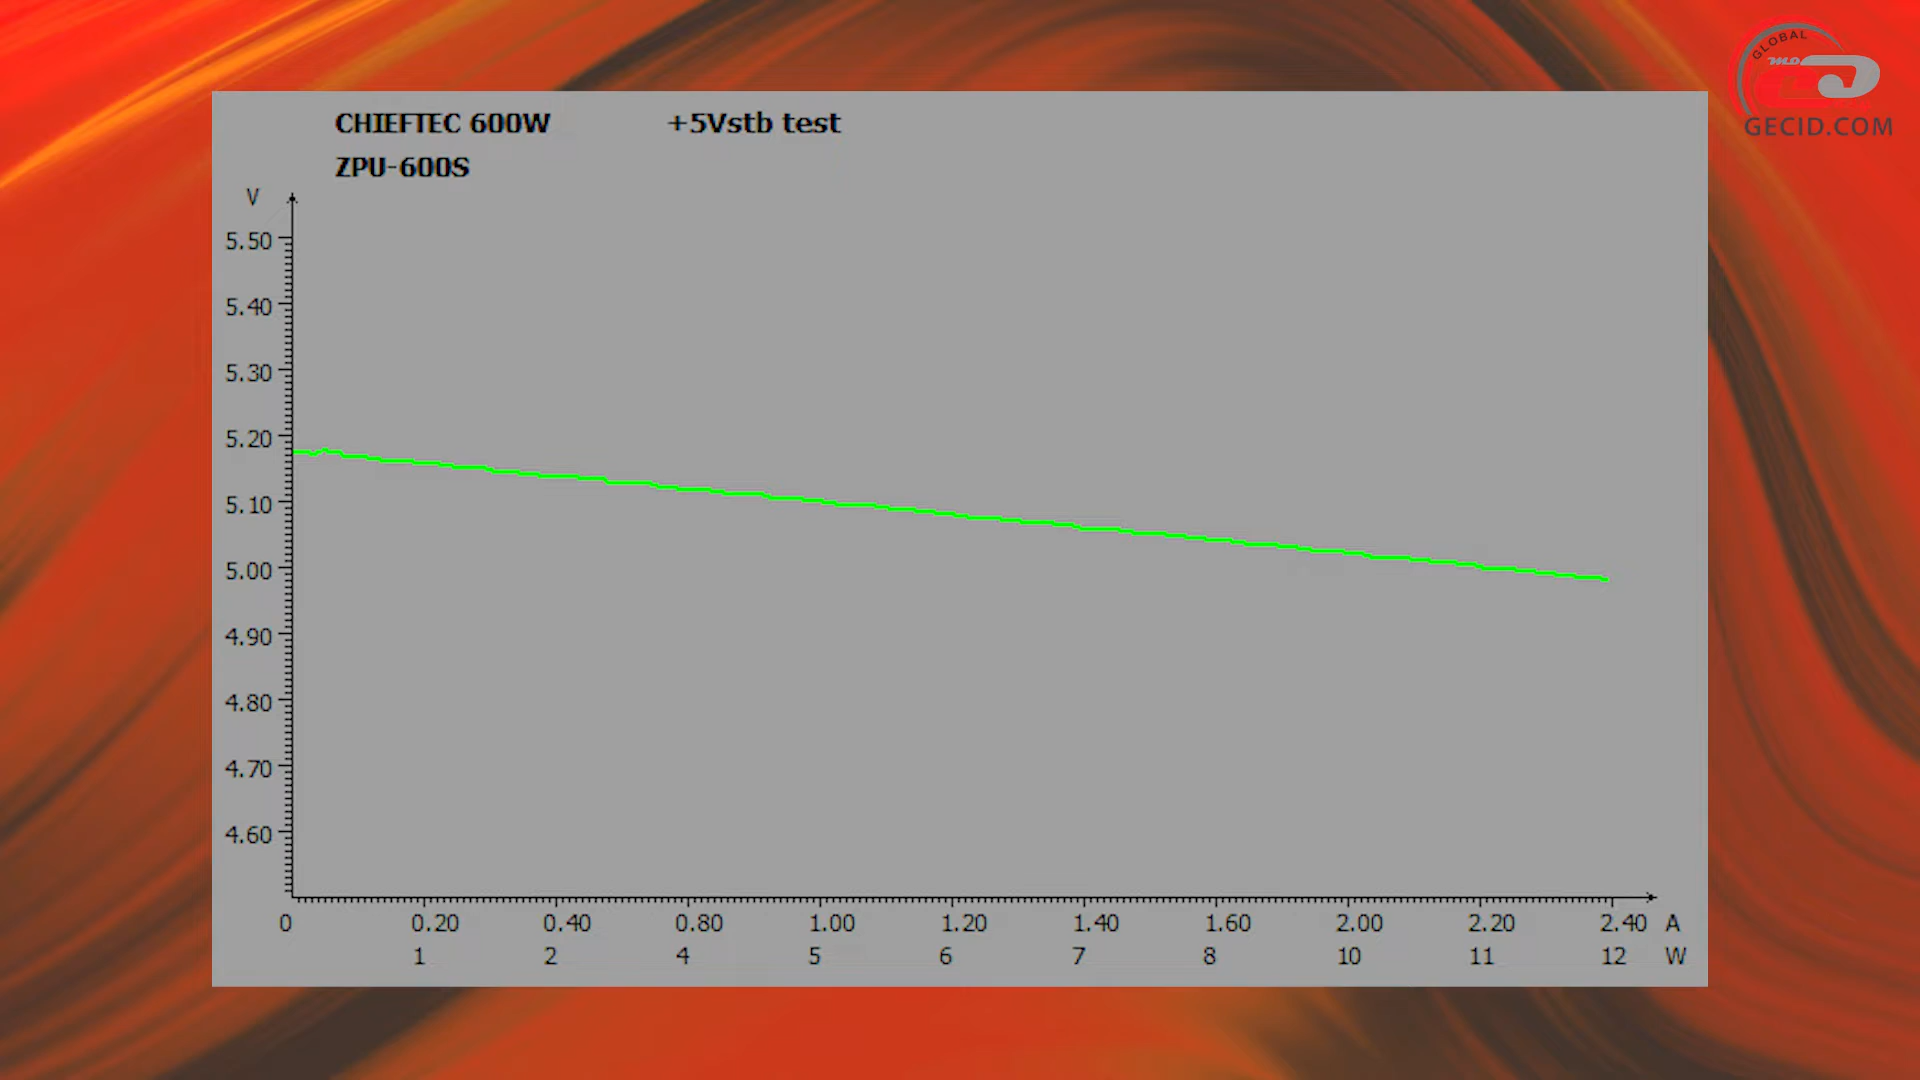 GLOBAL
GECID.COM
CHIEFTEC 600W +5Vstb test
ZPU-600S
V
5.50
5.40
5.30
5.20
5.10
5.00
4.90
4.80
4.70
4.60
0 0.20 0.40 0.80 1.00 1.20 1.40 1.60 2.00 2.20 2.40 A
1 2 4 5 6 7 8 10 11 12 W